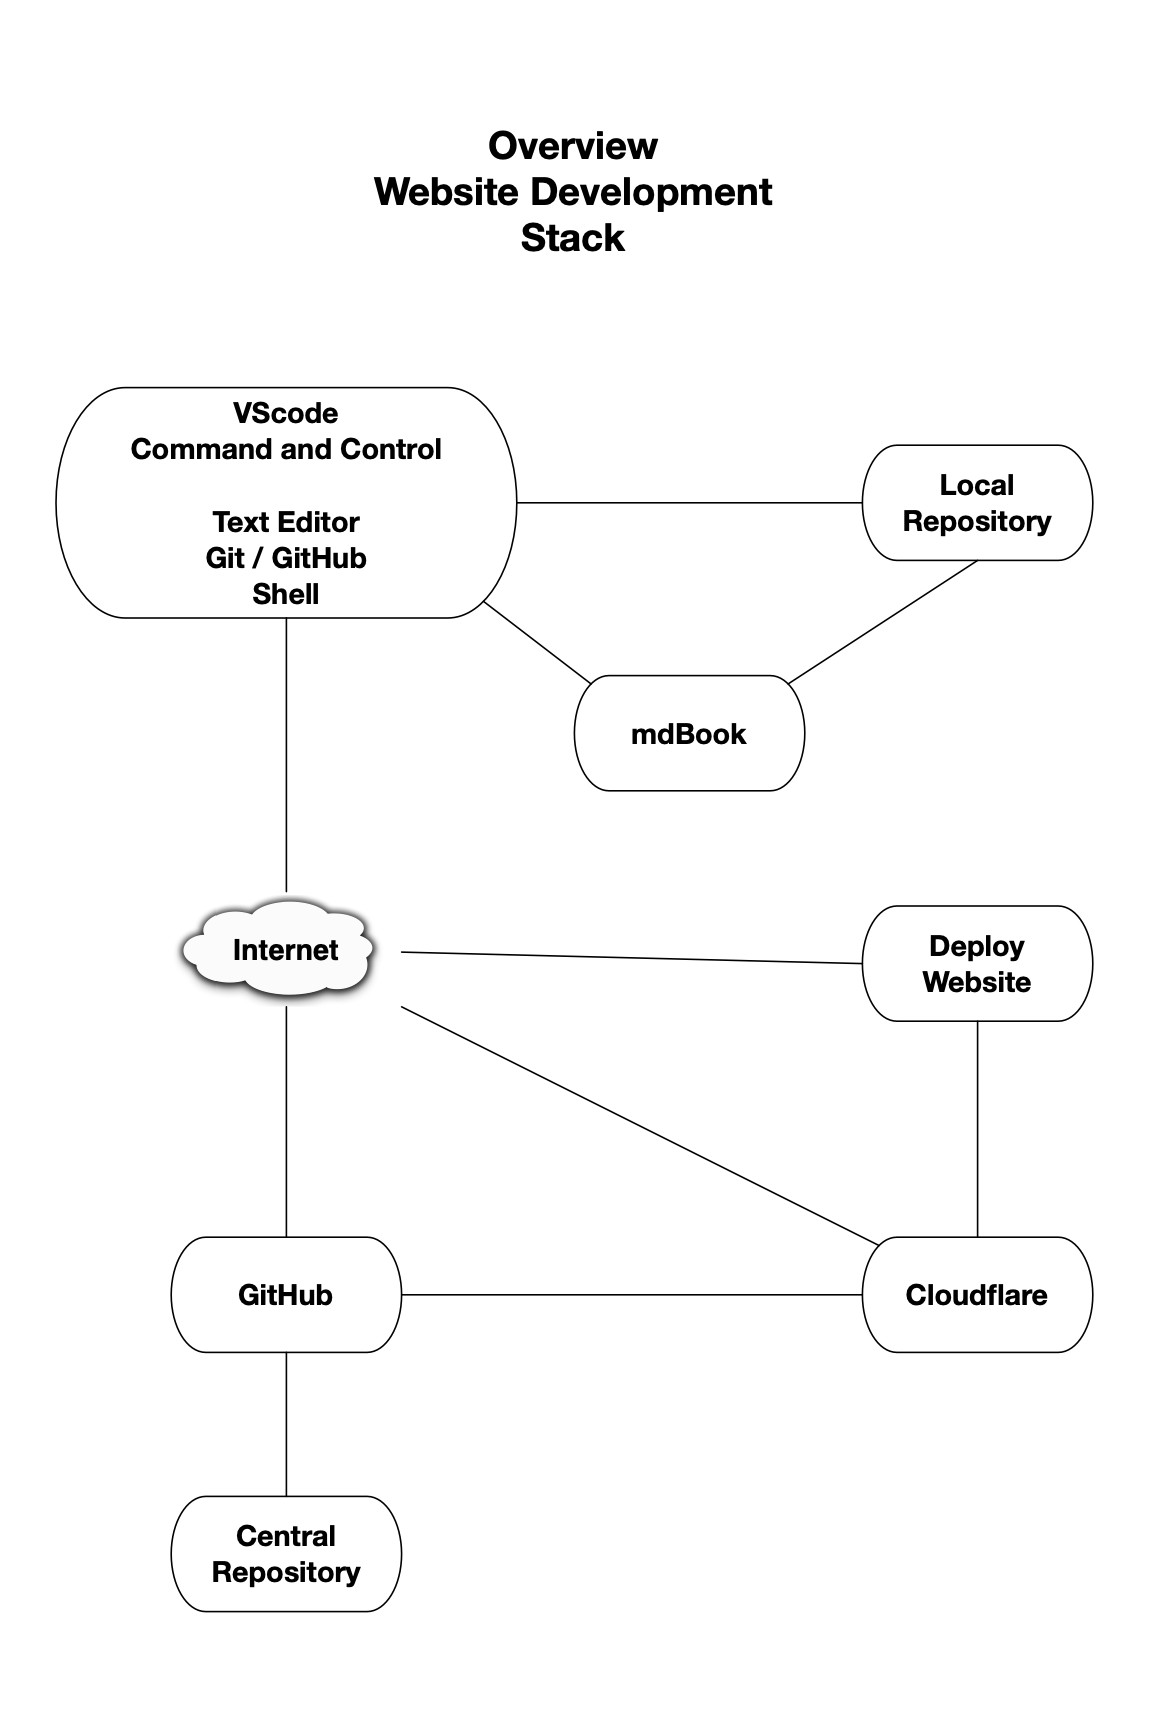 Overview
Website Development
Stack
VScode
Command and Control
Text Editor
Git / GitHub
Shell
Local
Repository
mdBook
Internet
Deploy
Website
GitHub
Cloudflare
Central
Repository